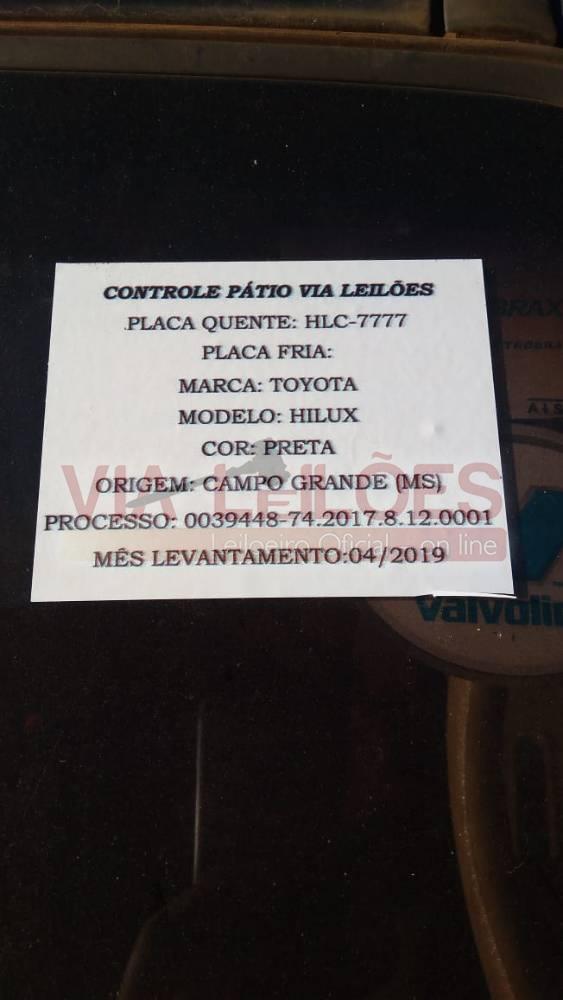 CONTROLE PÁTIO VIA LEILÕES
PLACA QUENTE: HLC-7777
PLACA FRIA:
MARCA: TOYOTA
MODELO: HILUX
COR: PRETA
ORIGEM: CAMPO GRANDE (MS)
VIA LEILÕES
PROCESSO: 0039448-74.2017.8.12.0001
Leiloeiro Oficial on line
MÊS LEVANTAMENTO:04/2019